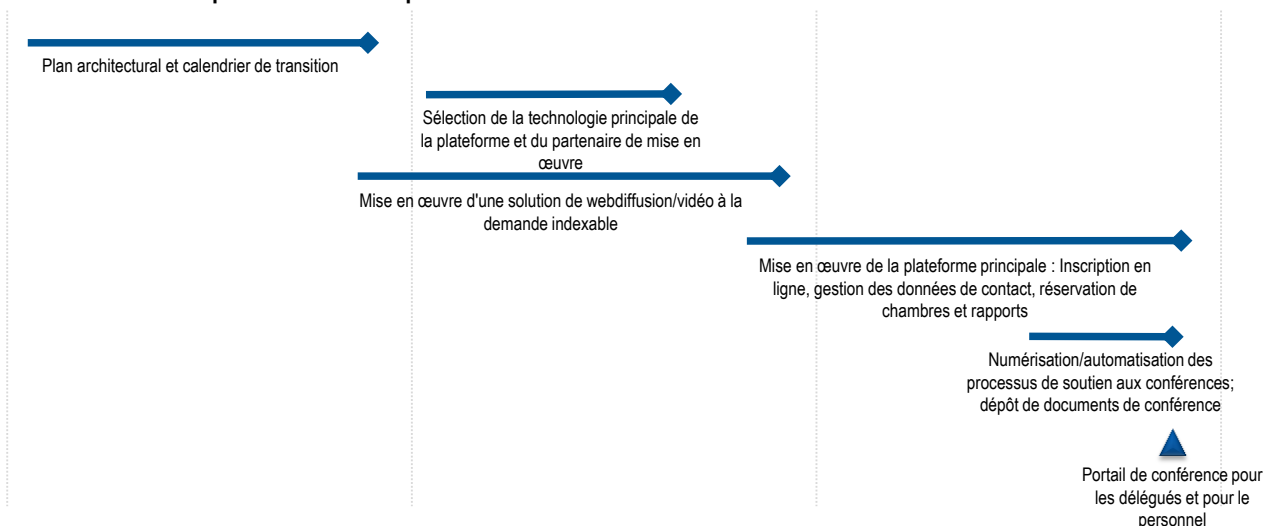 Plan architectural et calendrier de transition
Sélection de la technologie principale de
la plateforme et du partenaire de mise en
œuvre
Mise en œuvre d'une solution de webdiffusion/vidéo à la
demande indexable
Mise en œuvre de la plateforme principale : Inscription en
ligne, gestion des données de contact, réservation de
chambres et rapports
Numérisation/automatisation des
processus de soutien aux conférences;
dépôt de documents de conférence
Portail de conférence pour
les délégués et pour le
personnel